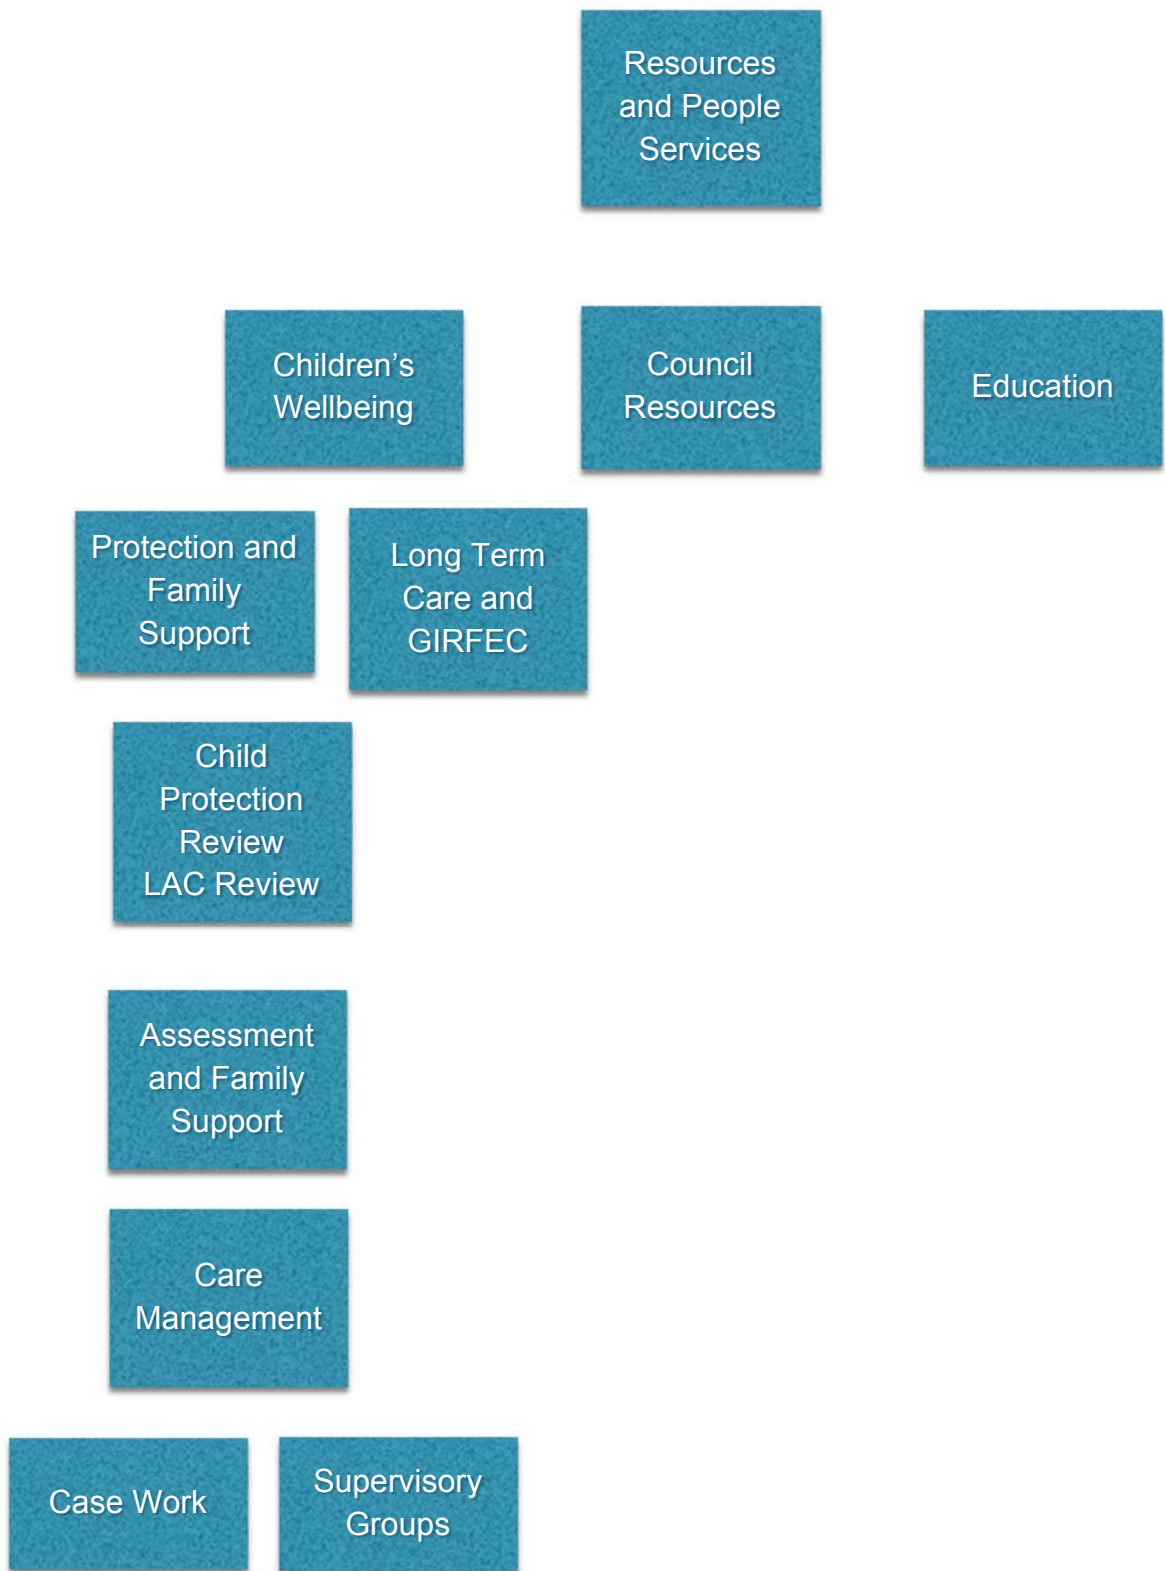 Resources
and People
Services
Children’s
Wellbeing
Council
Resources
Education
Protection and
Family
Support
Long Term
Care and
GIRFEC
Child
Protection
Review
LAC Review
Assessment
and Family
Support
Care
Management
Case Work
Supervisory
Groups